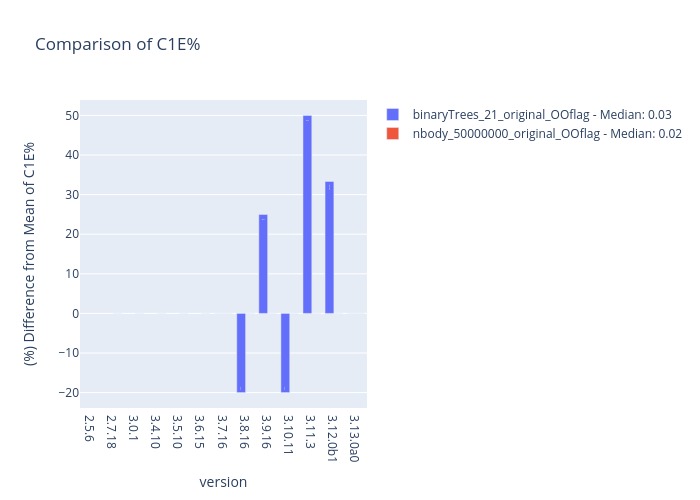 Comparison of C1E%
binaryTrees_21_original_OOflag - Median: 0.03
nbody_50000000_original_OOflag - Median: 0.02
(%) Difference from Mean of C1E%
50
40
30
20
10
0
−10
−20
2.5.6
2.7.18
3.0.1
3.4.10
3.5.10
3.6.15
3.7.16
3.8.16
3.9.16
3.10.11
3.11.3
3.12.0b1
3.13.0a0
version